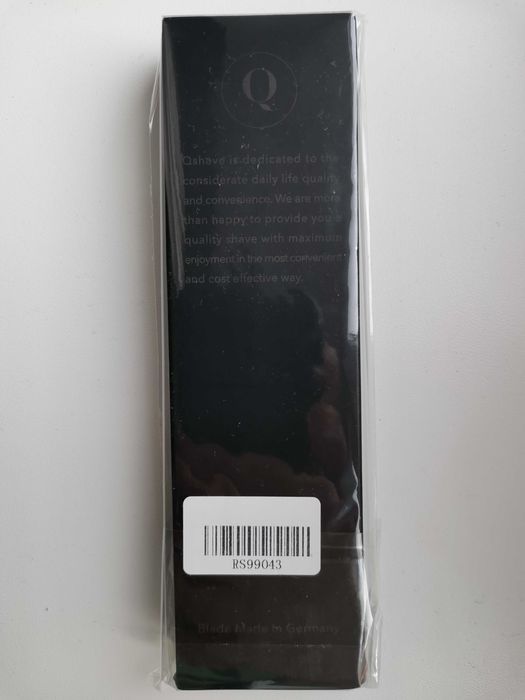 Q
Qshave is dedicated to the
considerate daily life quality
and convenience. We are more
than happy to provide you a
quality shave with maximum
enjoyment in the most convenient
and cost effective way.
RS99043
Blade Made in Germany